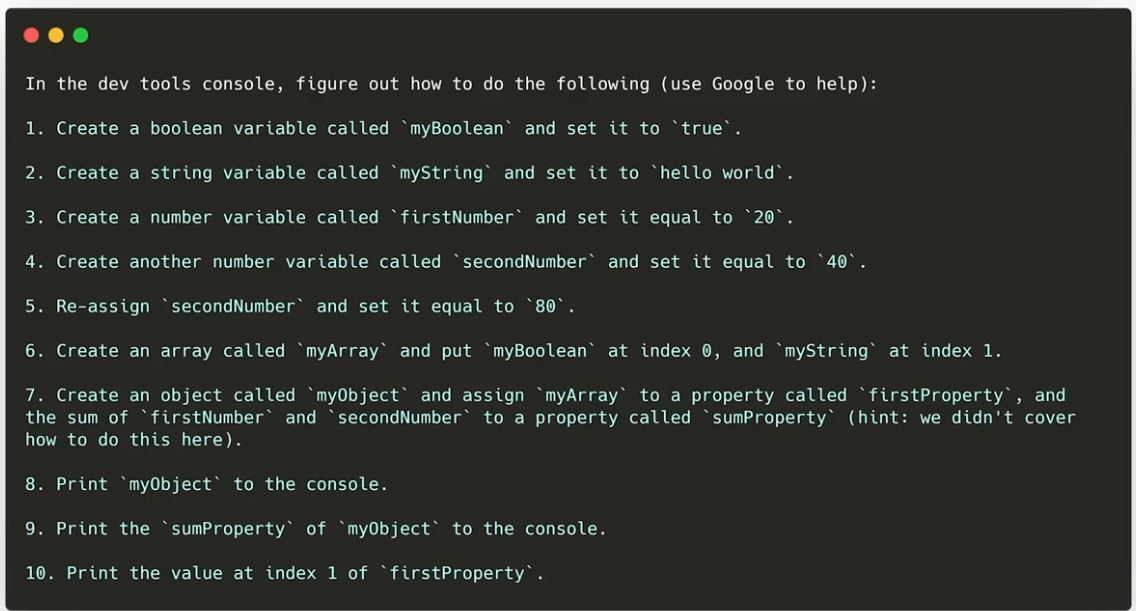 In the dev tools console, figure out how to do the following (use Google to help):
1. Create a boolean variable called `myBoolean` and set it to `true`.
2. Create a string variable called `myString` and set it to `hello world`.
3. Create a number variable called `firstNumber` and set it equal to `20`.
4. Create another number variable called `secondNumber` and set it equal to `40`.
5. Re-assign `secondNumber` and set it equal to `80`.
6. Create an array called `myArray` and put `myBoolean` at index 0, and `myString` at index 1.
7. Create an object called `myObject` and assign `myArray` to a property called `firstProperty`, and
the sum of `firstNumber` and `secondNumber` to a property called `sumProperty` (hint: we didn't cover
how to do this here).
8. Print `myObject` to the console.
9. Print the `sumProperty` of `myObject` to the console.
10. Print the value at index 1 of `firstProperty`.